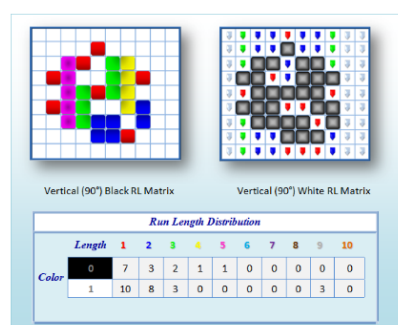 Vertical (90°) Black RL Matrix
Vertical (90°) White RL Matrix
Run Length Distribution
Length 1 2 3 4 5 6 7 8 9 10
Color
0 7 3 2 1 1 0 0 0 0 0
1 10 8 3 0 0 0 0 0 3 0